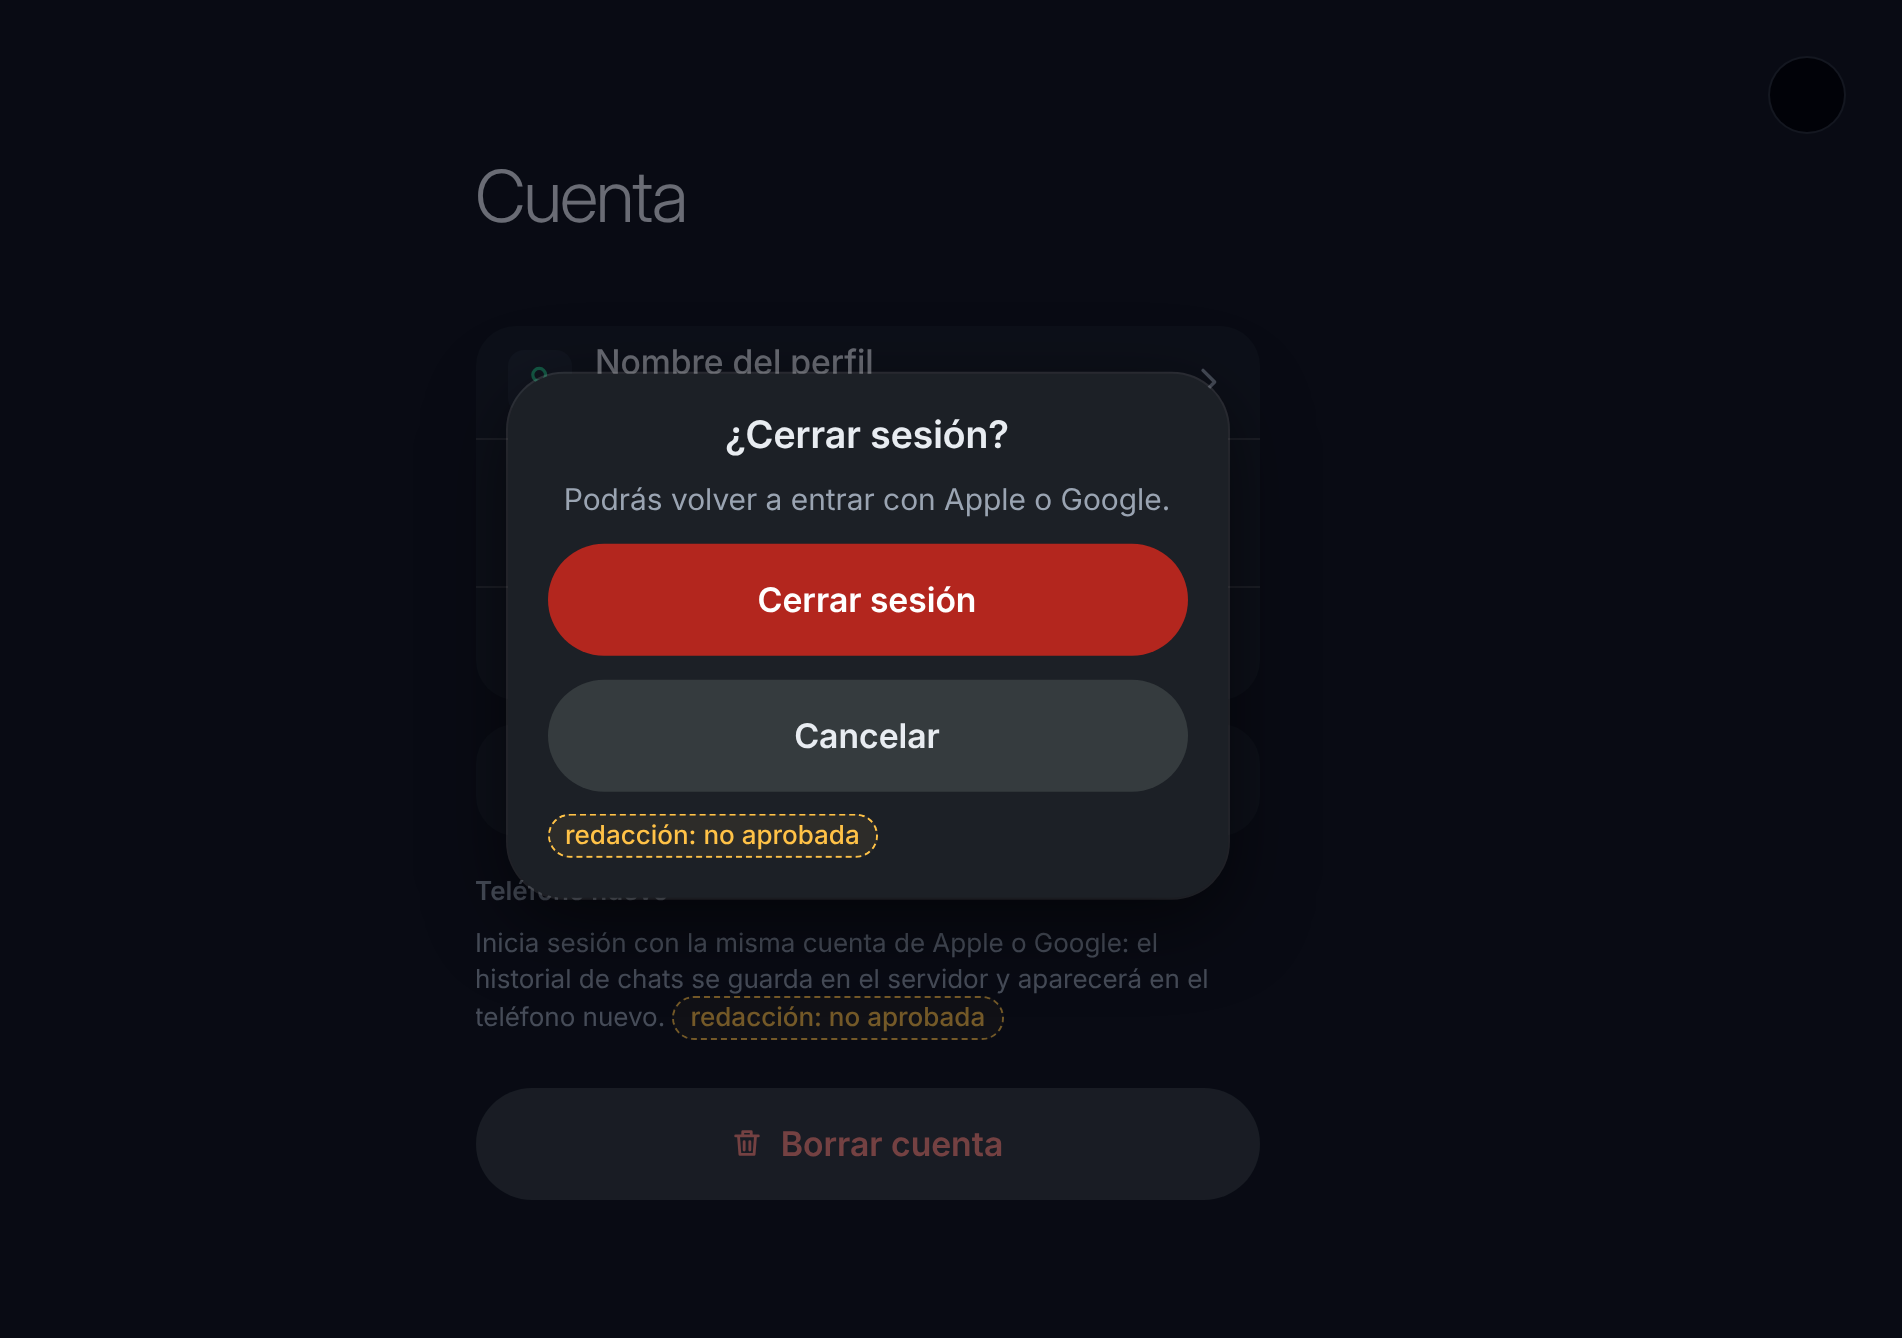 Cuenta
Nombre del perfil
¿Cerrar sesión?
Podrás volver a entrar con Apple o Google.
Cerrar sesión
Cancelar
redacción: no aprobada
Teléfono nuevo
Inicia sesión con la misma cuenta de Apple o Google: el
historial de chats se guarda en el servidor y aparecerá en el
teléfono nuevo. redacción: no aprobada
Borrar cuenta